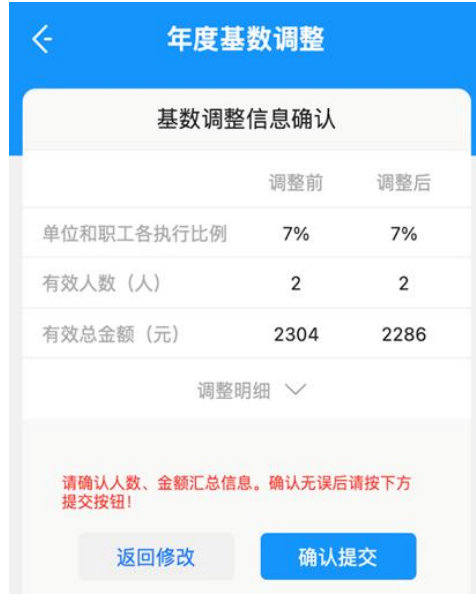 年度基数调整
基数调整信息确认
调整前 调整后
单位和职工各执行比例 7% 7%
有效人数（人） 2 2
有效总金额（元） 2304 2286
调整明细
请确认人数、金额汇总信息。确认无误后请按下方
提交按钮！
返回修改 确认提交